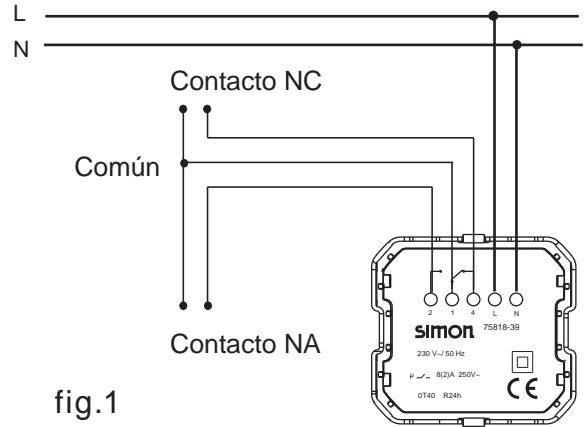 L
N
Contacto NC
Común
Contacto NA
2 1 4 L N
simon 75818-39
230 V~/ 50 Hz
µ 8(2)A 250V~
0T40 R24h
CE
fig.1